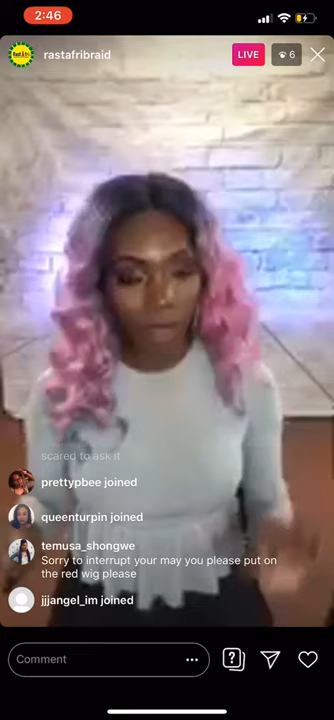 2:46
rastafribraid
LIVE
6
scared to ask it
prettypbee joined
queenturpin joined
temusa_shongwe
Sorry to interrupt your may you please put on
the red wig please
jjjangel_im joined
Comment